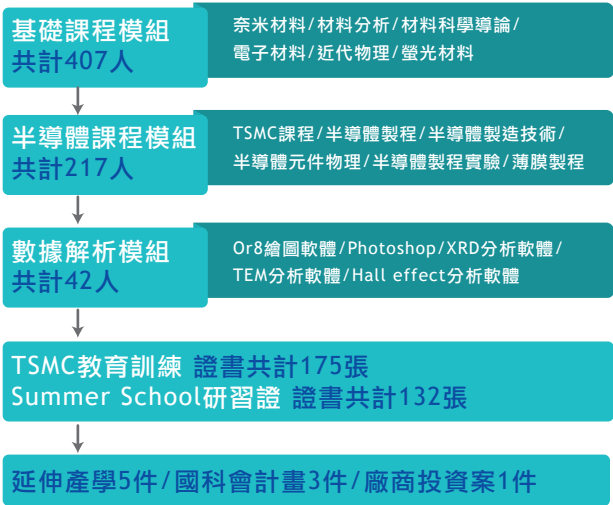 基礎課程模組
共計407人
奈米材料/材料分析/材料科學導論/
電子材料/近代物理/螢光材料
半導體課程模組
共計217人
TSMC課程/半導體製程/半導體製造技術/
半導體元件物理/半導體製程實驗/薄膜製程
數據解析模組
共計42人
Or8繪圖軟體/Photoshop/XRD分析軟體/
TEM分析軟體/Hall effect分析軟體
TSMC教育訓練 證書共計175張
Summer School研習證 證書共計132張
延伸產學5件/國科會計畫3件/廠商投資案1件